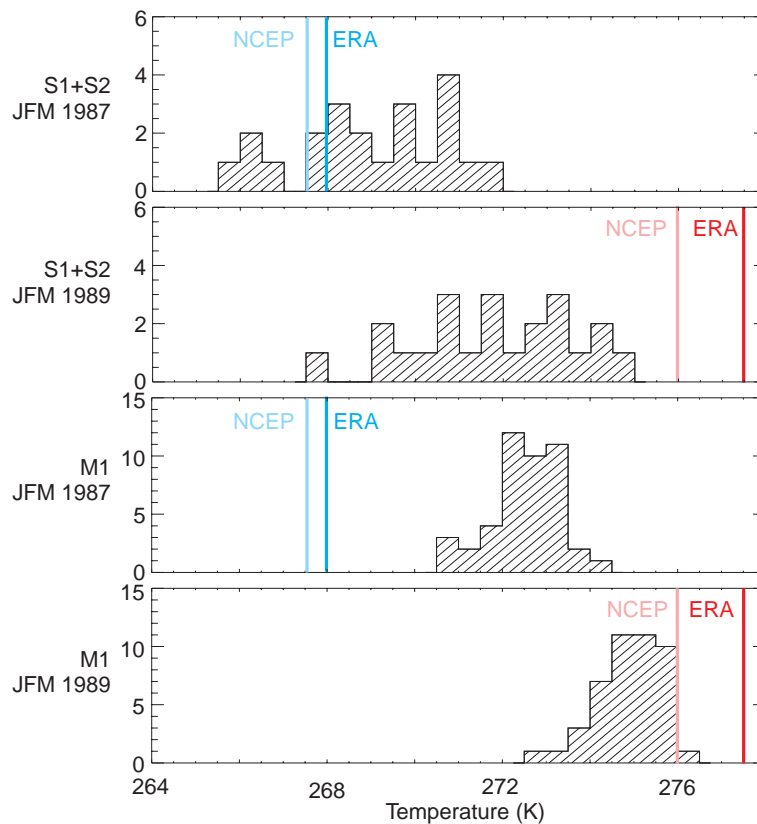 6
4
2
0
S1+S2
JFM 1987
NCEP
ERA
6
4
2
0
S1+S2
JFM 1989
NCEP
ERA
15
10
5
0
M1
JFM 1987
NCEP
ERA
15
10
5
0
M1
JFM 1989
NCEP
ERA
264
268
272
276
Temperature (K)